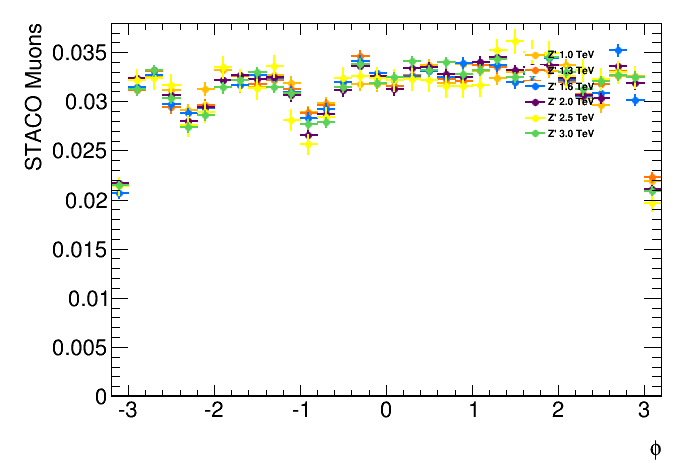 STACO Muons
0.035
0.03
0.025
0.02
0.015
0.01
0.005
0
Z' 1.0 TeV
Z' 1.3 TeV
Z' 1.6 TeV
Z' 2.0 TeV
Z' 2.5 TeV
Z' 3.0 TeV
-3 -2 -1 0 1 2 3
ϕ